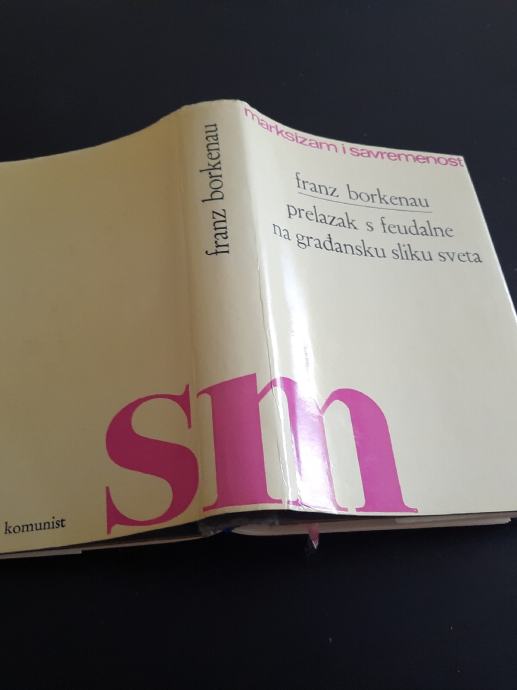 marksizam i savremenost
franz borkenau
prelazak s feudalne
na građansku sliku sveta
franz borkenau
sm
komunist